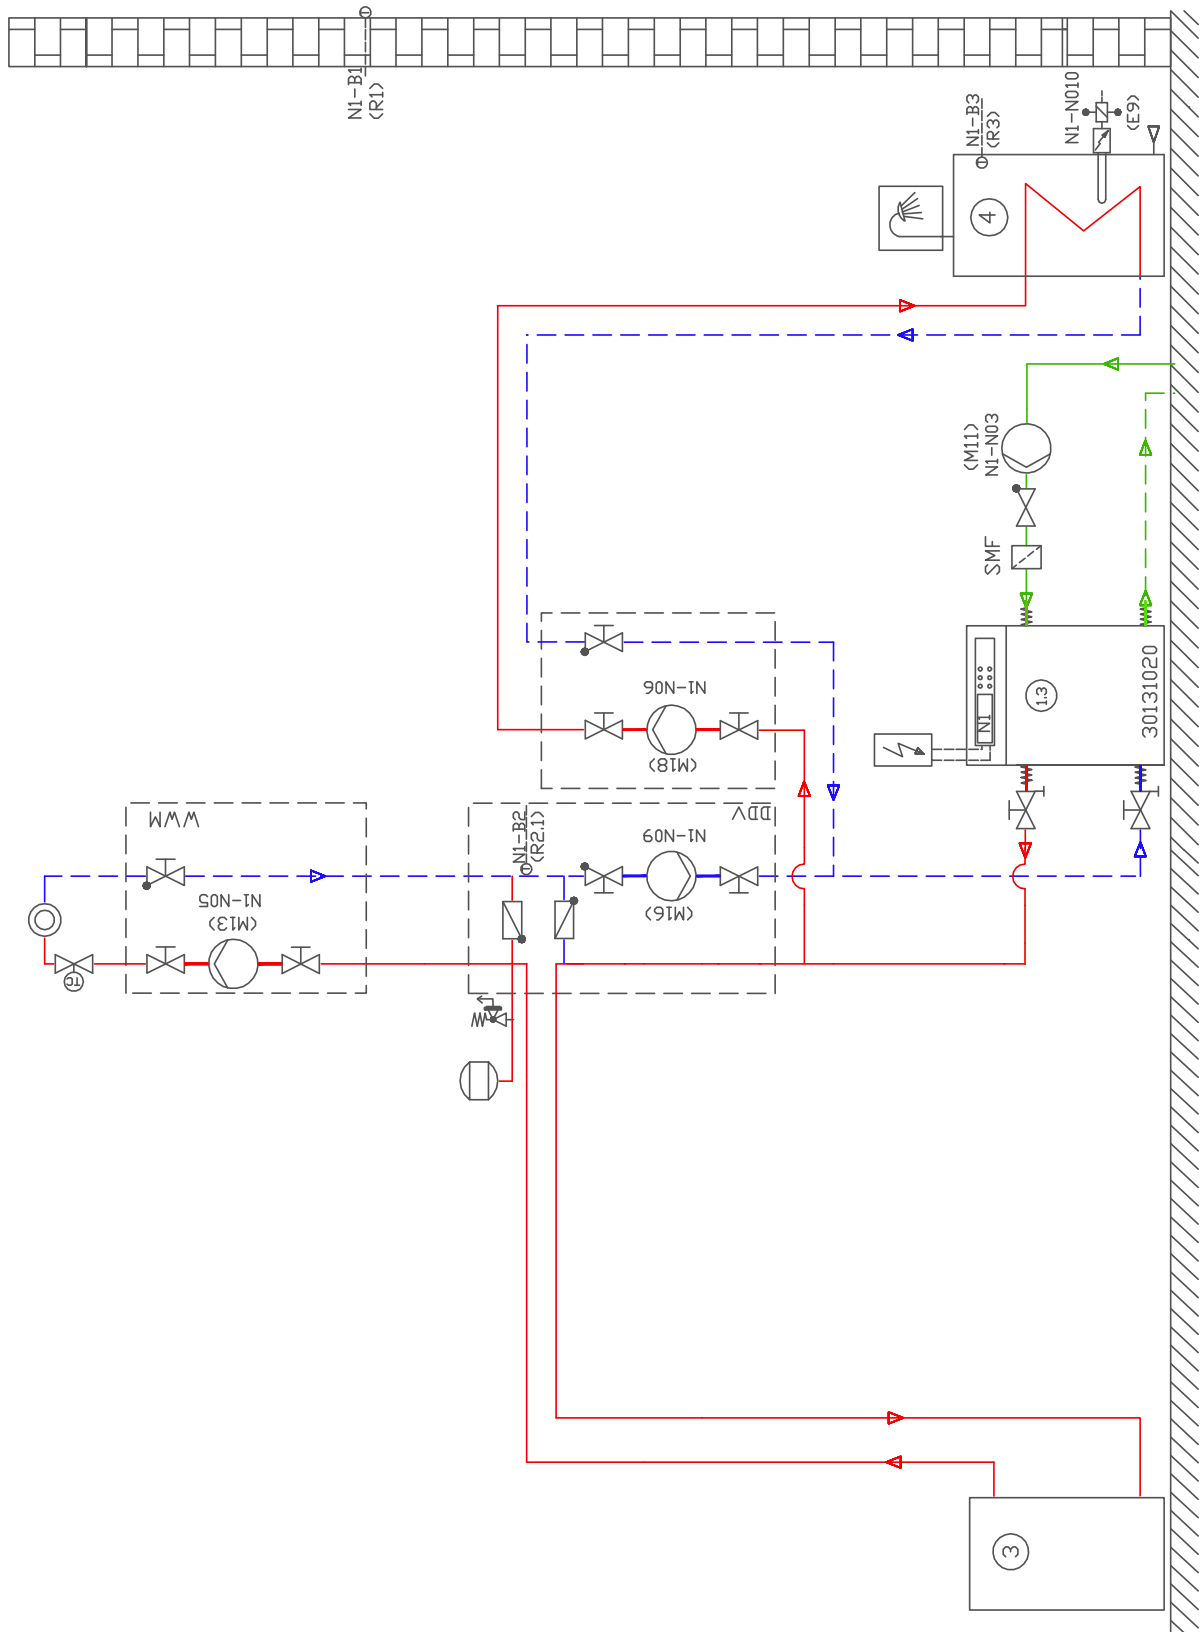 N1-B1
(R1)
N1-B3
(R3)
N1-N010
(E9)
4
(M11)
N1-N03
SMF
N1
1.3
30131020
N1-N06
(M18)
WWM
N1-N05
(M13)
TC
N1-B2
(R2.1)
DDV
N1-N09
(M16)
3